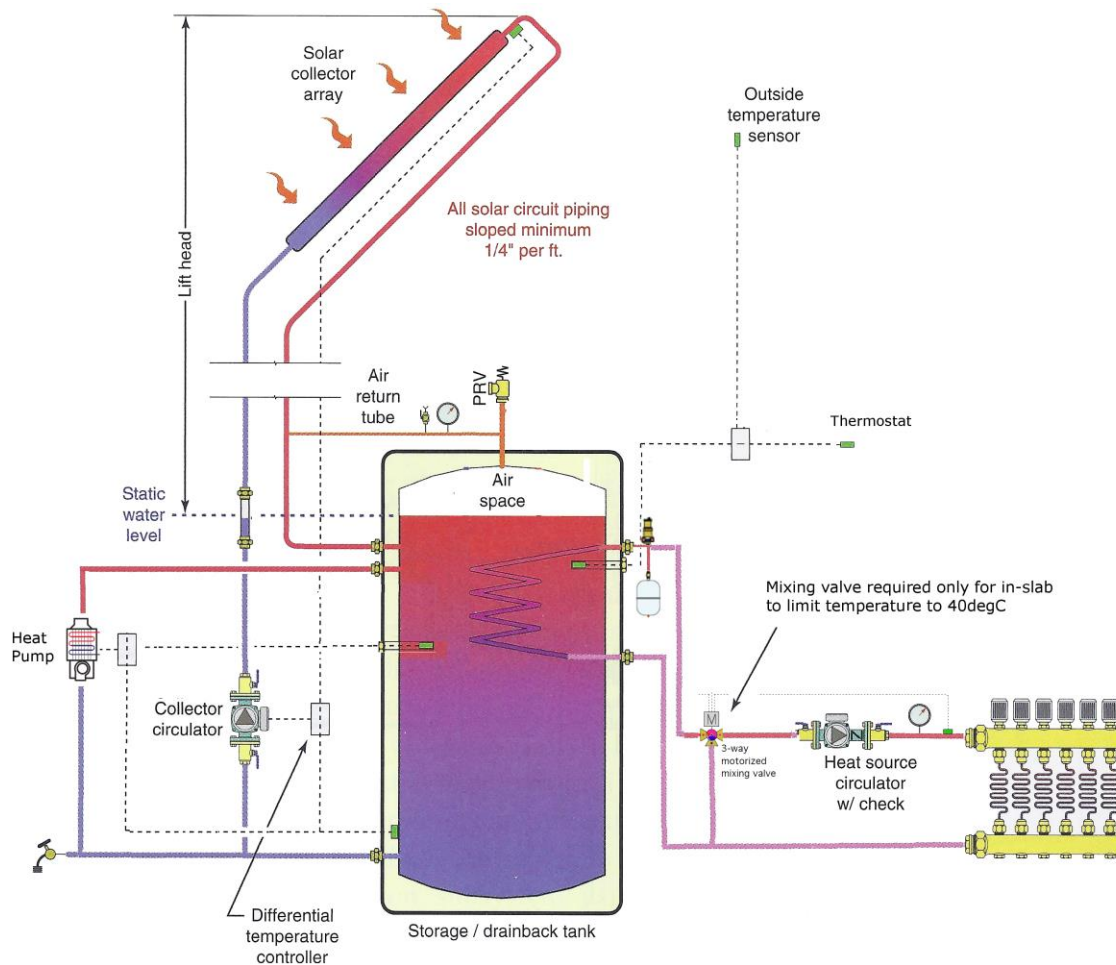 Solar
collector
array
Outside
temperature
sensor
All solar circuit piping
sloped minimum
1/4" per ft.
Lift head
Air
return
tube
PRV
Thermostat
Air
space
Static
water
level
Mixing valve required only for in-slab
to limit temperature to 40degC
Heat
Pump
Collector
circulator
M
3-way
motorized
mixing valve
Heat source
circulator
w/ check
Differential
temperature
controller
Storage / drainback tank